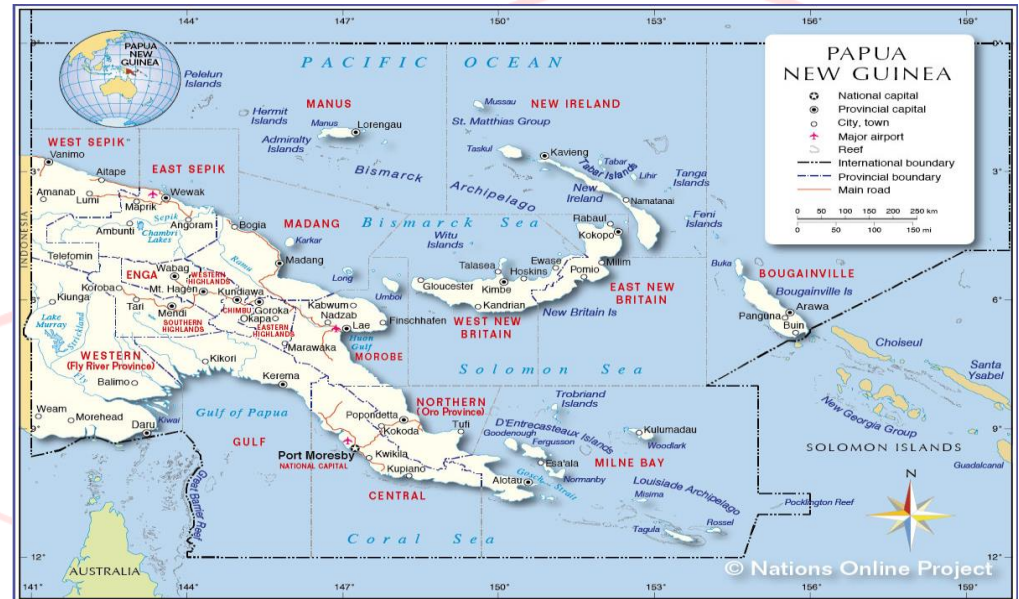 144°
147°
150°
153°
156°
159°
0°
PAPUA
NEW GUINEA
PACIFIC OCEAN
PAPUA
NEW GUINEA
National capital
Provincial capital
City, town
Major airport
Reef
International boundary
Provincial boundary
Main road
0 50 100 150 200 250 km
0 50 100 150 mi
Pelelun
Islands
Hermit
Islands
MANUS
Manus
Lorengau
Admiralty
Islands
Mussau
NEW IRELAND
St. Matthias Group
Taskul
Kavieng
Tabar
Tabar Islands
Lihir
Tanga
Islands
New
Ireland
Namatanai
Feni
Islands
Bismarck Archipelago
Bismarck Sea
WEST SEPIK
Vanimo
Aitape
EAST SEPIK
Amanab
Lumi
Maprik
Wewak
Sepik
Angoram
Ambunti
Chambri
Lakes
Bogia
MADANG
Karkar
Madang
Ramu
INDONESIA
3°
3°
Telefomin
ENGA
Wabag
WESTERN
HIGHLANDS
Koroba
Mt. Hagen
Kundiawa
CHIMBU
Goroka
Tari
Mendi
SOUTHERN
HIGHLANDS
Okapa
EASTERN
HIGHLANDS
Kabwum
Nadzab
Lae
Finschhafen
Huon
Gulf
Marawaka
MOROBE
Long
Umboi
Witu
Islands
Talasea
Gloucester
Kimbe
Hoskins
Ewase
Kandrian
WEST NEW
BRITAIN
New Britain Is
Rabaul
Kokopo
Milim
Pomio
EAST NEW
BRITAIN
Buka
BOUGAINVILLE
Bougainville Is
Arawa
Panguna
Buin
6°
6°
Kiunga
Lake
Murray
Strickland
WESTERN
(Fly River Province)
Fly
Balimo
Kikori
Kerema
Weam
Morehead
Daru
Kiwai
Gulf of Papua
GULF
Solomon Sea
Choiseul
Santa
Ysabel
New Georgia Group
SOLOMON ISLANDS
Guadalcanal
NORTHERN
(Oro Province)
Popondetta
Kokoda
Tufi
Trobriand
Islands
D'Entrecasteaux Islands
Goodenough
Fergusson
Esa'ala
Normanby
Kulumadau
Woodlark
MILNE BAY
Port Moresby
NATIONAL CAPITAL
Kwikila
Kupiano
CENTRAL
Alotau
Goschen Strait
Louisiade Archipelago
Misima
Tagula
Rossel
Pocklington Reef
9°
9°
Great Barrier Reef
Coral Sea
AUSTRALIA
N
© Nations Online Project
12°
12°
141°
144°
147°
150°
153°
156°
159°
0°